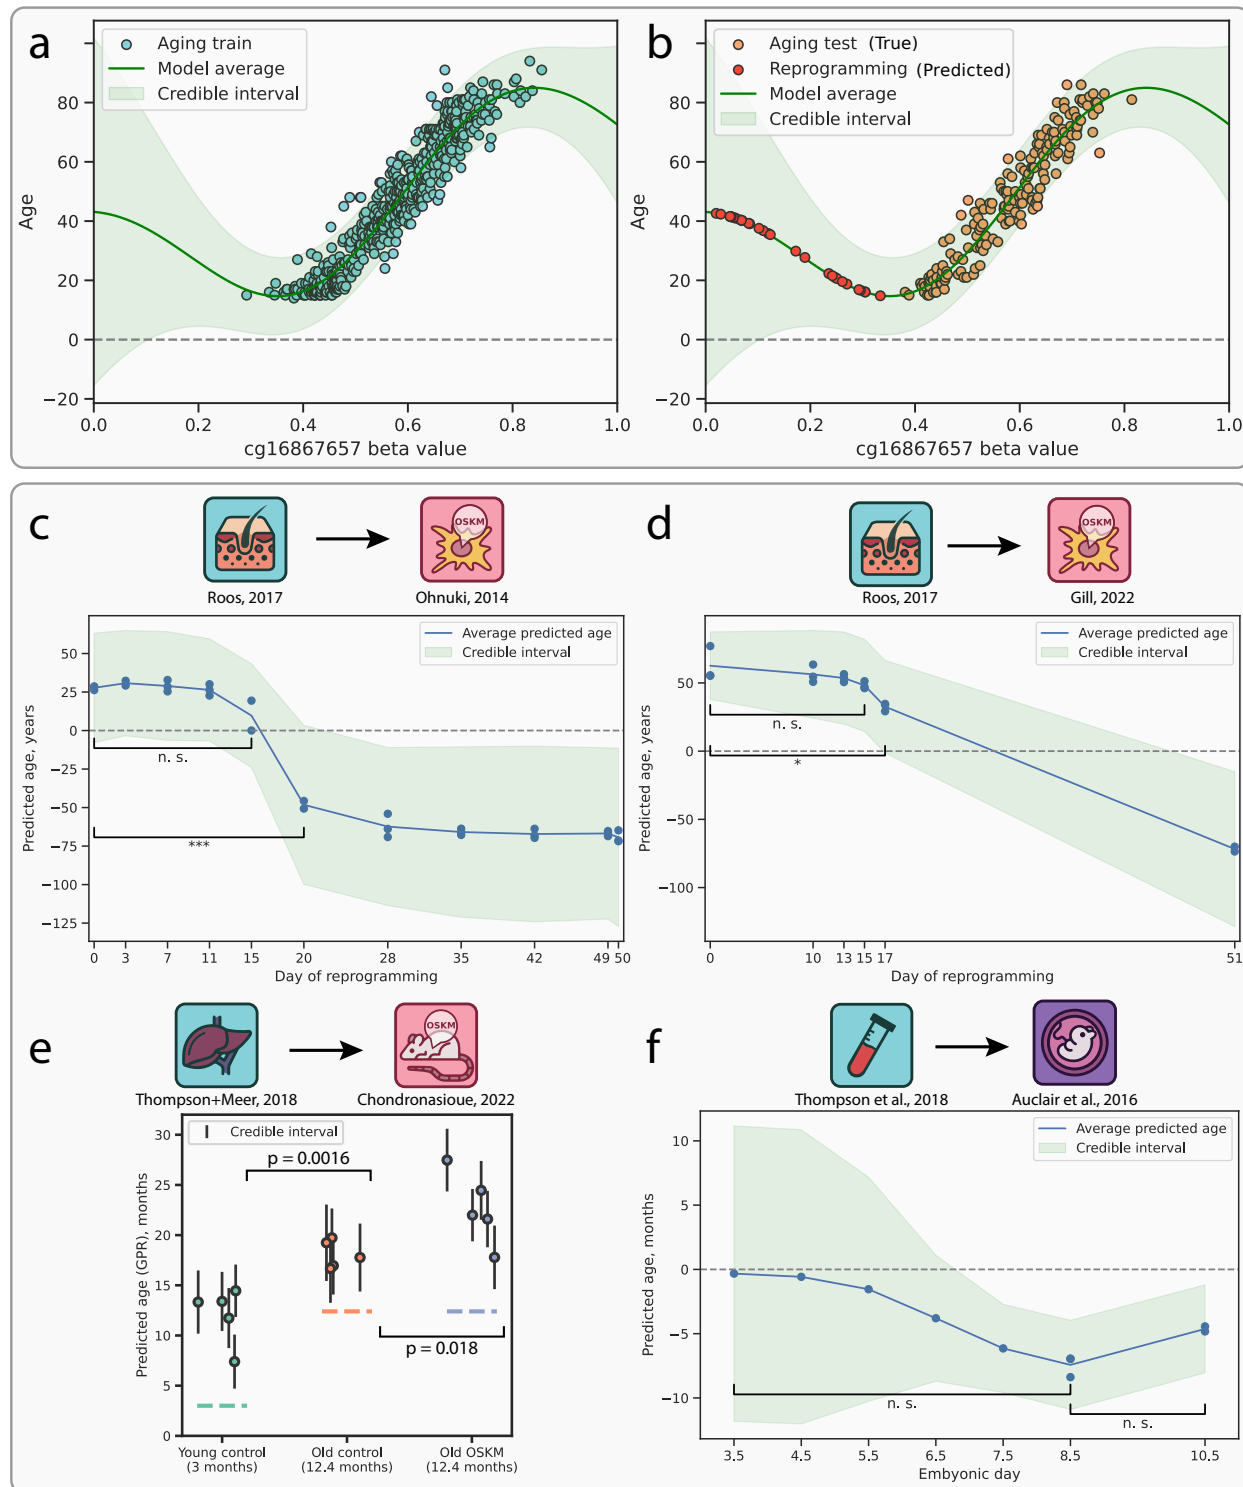 a
Aging train
Model average
Credible interval
80
60
40
20
0
−20
Age
0.0 0.2 0.4 0.6 0.8 1.0
cg16867657 beta value
b
Aging test (True)
Reprogramming (Predicted)
Model average
Credible interval
80
60
40
20
0
−20
Age
0.0 0.2 0.4 0.6 0.8 1.0
cg16867657 beta value
c
OSKM
Roos, 2017
Ohnuki, 2014
Average predicted age
Credible interval
50
25
0
−25
−50
−75
−100
−125
Predicted age, years
n. s.
***
0 3 7 11 15 20 28 35 42 49 50
Day of reprogramming
d
OSKM
Roos, 2017
Gill, 2022
Average predicted age
Credible interval
50
0
−50
−100
Predicted age, years
n. s.
*
0 10 13 15 17 51
Day of reprogramming
e
OSKM
Thompson+Meer, 2018
Chondronasioue, 2022
Credible interval
p = 0.0016
p = 0.018
30
25
20
15
10
5
0
Predicted age (GPR), months
Young control
(3 months)
Old control
(12.4 months)
Old OSKM
(12.4 months)
f
Thompson et al., 2018
Auclair et al., 2016
Average predicted age
Credible interval
10
5
0
−5
−10
Predicted age, months
n. s.
n. s.
3.5 4.5 5.5 6.5 7.5 8.5 10.5
Embyonic day